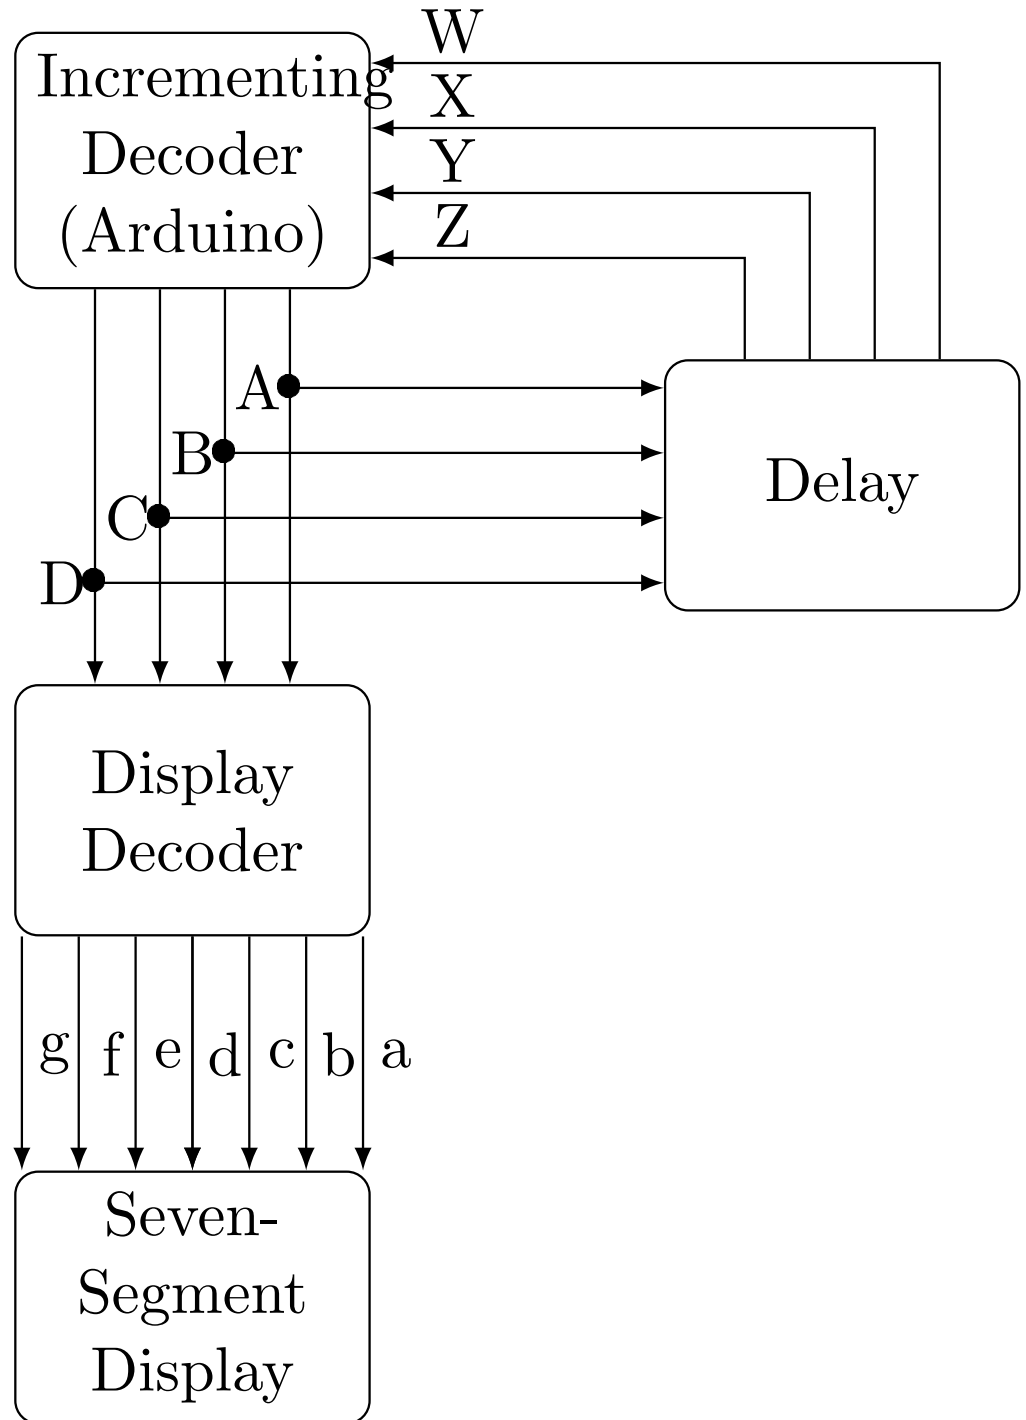 W
Incrementing
Decoder
(Arduino)
X
Y
Z
A
B
C
D
Delay
Display
Decoder
g f e d c b a
Seven-
Segment
Display